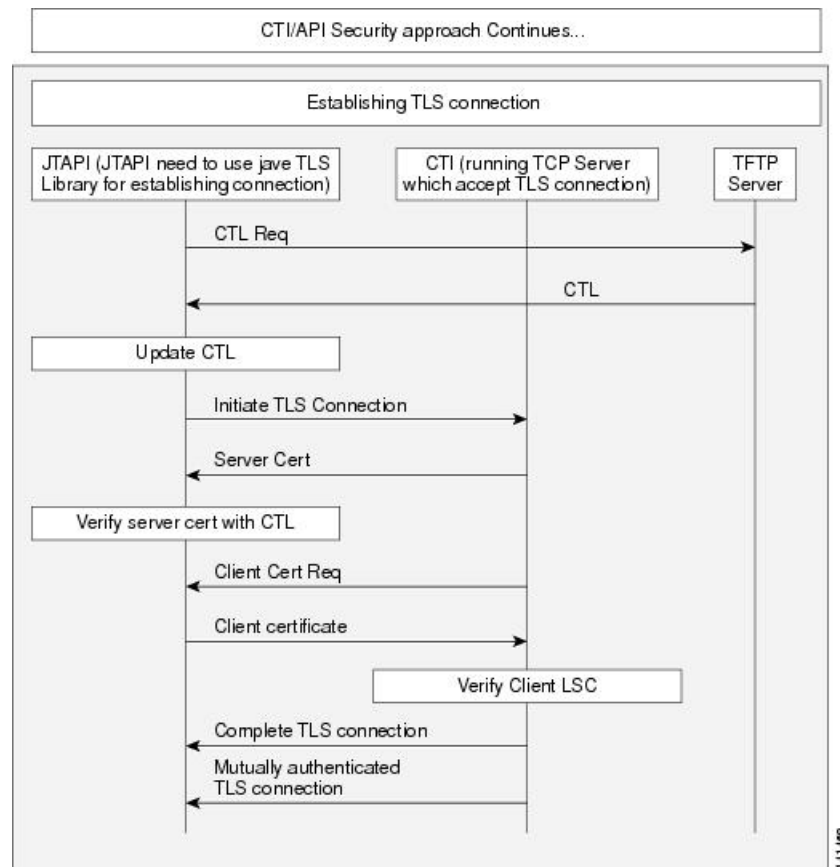 CTI/API Security approach Continues...
Establishing TLS connection
JTAPI (JTAPI need to use jave TLS
Library for establishing connection)
CTI (running TCP Server
which accept TLS connection)
TFTP
Server
CTL Req
CTL
Update CTL
Initiate TLS Connection
Server Cert
Verify server cert with CTL
Client Cert Req
Client certificate
Verify Client LSC
Complete TLS connection
Mutually authenticated
TLS connection